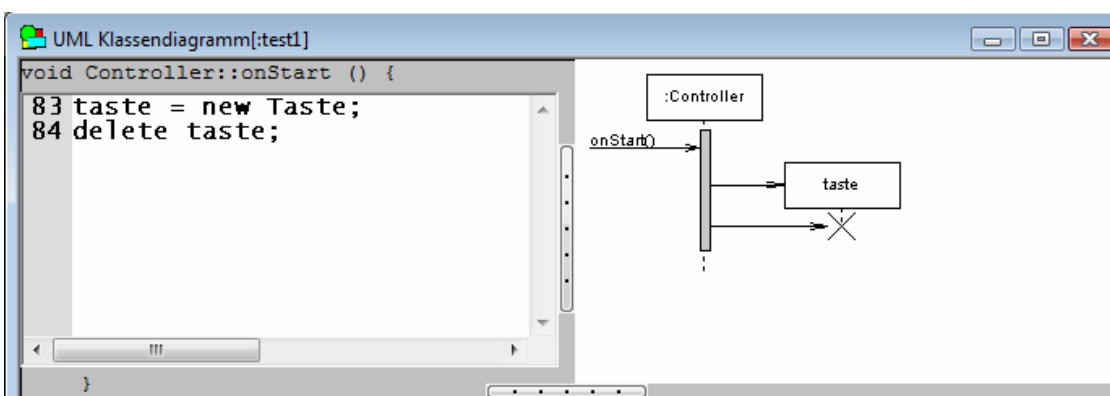 UML Klassendiagramm[:test1]
void Controller::onStart () {
83 taste = new Taste;
84 delete taste;
}
:Controller
onStart()
taste